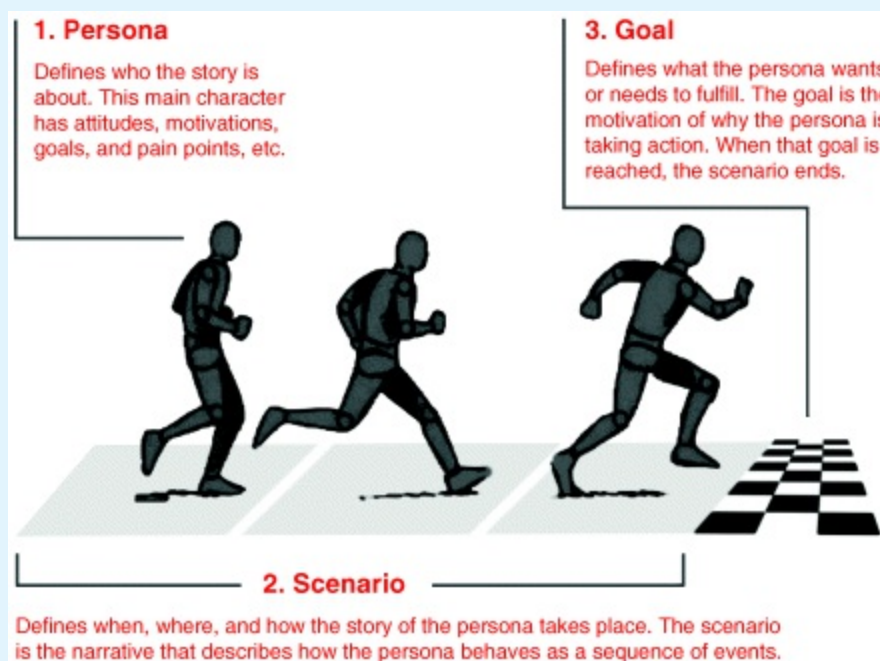 1. Persona
Defines who the story is
about. This main character
has attitudes, motivations,
goals, and pain points, etc.
3. Goal
Defines what the persona wants
or needs to fulfill. The goal is the
motivation of why the persona is
taking action. When that goal is
reached, the scenario ends.
2. Scenario
Defines when, where, and how the story of the persona takes place. The scenario
is the narrative that describes how the persona behaves as a sequence of events.